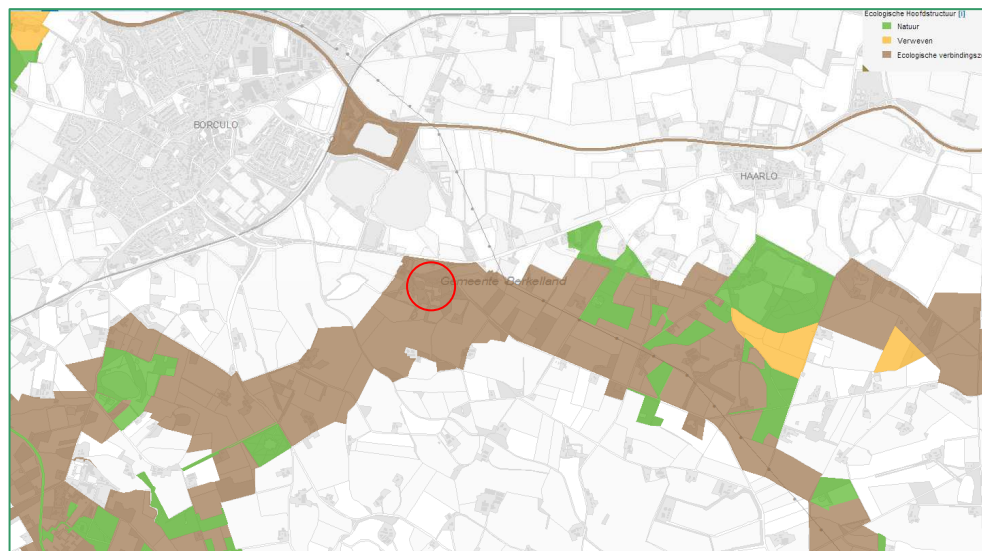 Ecologische Hoofdstructuur [i]
Natuur
Verweven
Ecologische verbindingsz
BORCULO
HAARLO
Gemeente Berkelland